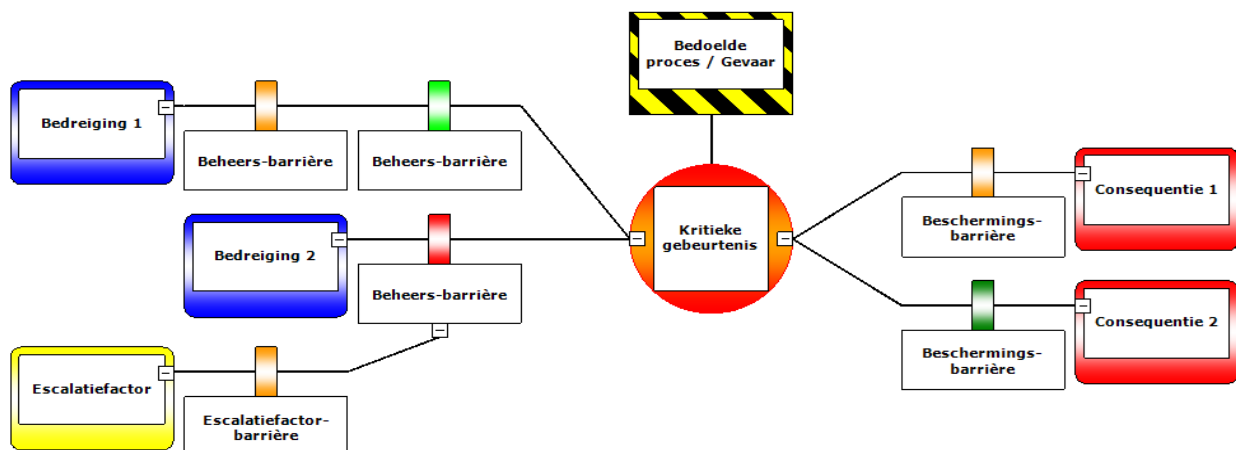 Bedoelde
proces / Gevaar
Bedreiging 1
Beheers-barrière
Beheers-barrière
Bedreiging 2
Beheers-barrière
Escalatiefactor
Escalatiefactor-
barrière
Kritieke
gebeurtenis
Beschermings-
barrière
Consequentie 1
Beschermings-
barrière
Consequentie 2